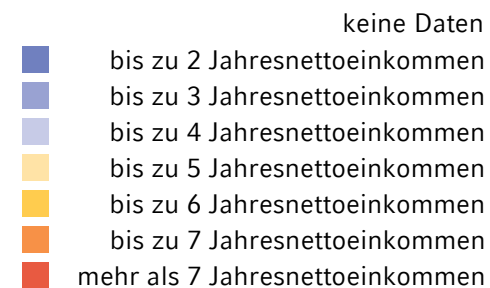 keine Daten
bis zu 2 Jahresnettoeinkommen
bis zu 3 Jahresnettoeinkommen
bis zu 4 Jahresnettoeinkommen
bis zu 5 Jahresnettoeinkommen
bis zu 6 Jahresnettoeinkommen
bis zu 7 Jahresnettoeinkommen
mehr als 7 Jahresnettoeinkommen